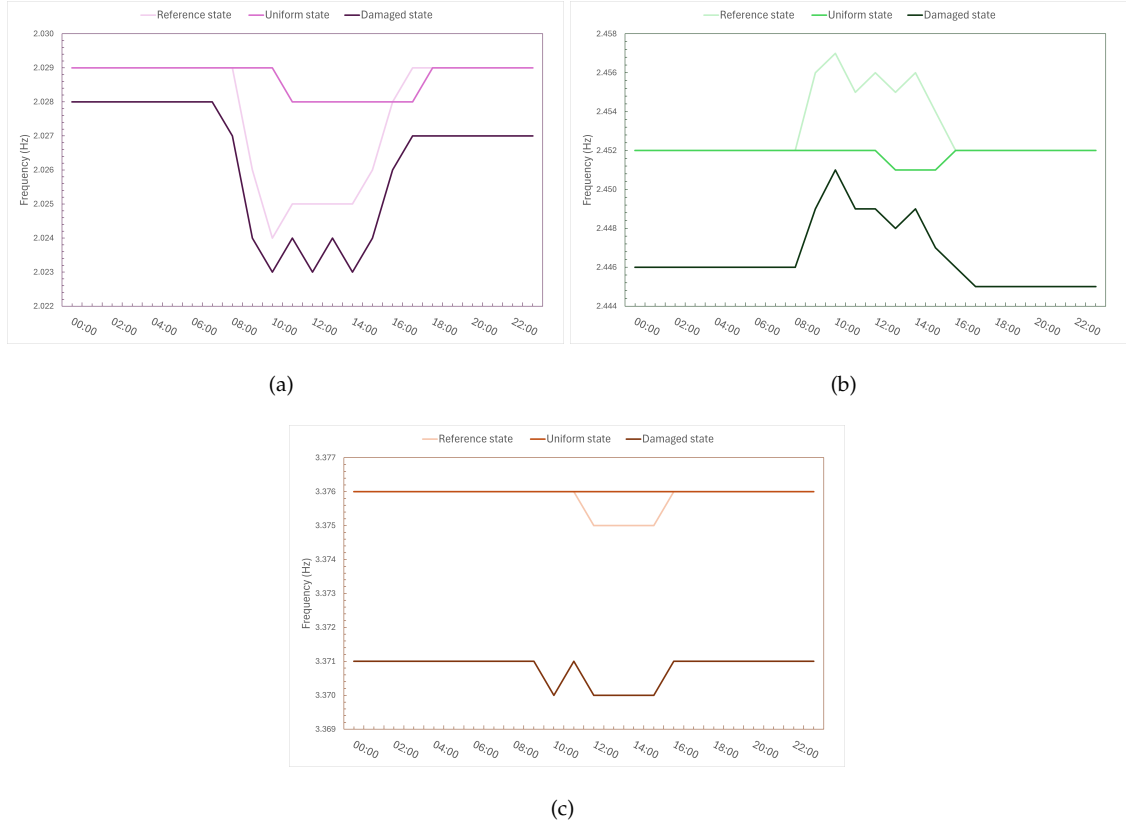 Reference state Uniform state Damaged state
2.030
2.029
2.028
2.027
2.026
2.025
2.024
2.023
2.022
Frequency (Hz)
00:00 02:00 04:00 06:00 08:00 10:00 12:00 14:00 16:00 18:00 20:00 22:00
(a)
Reference state Uniform state Damaged state
2.458
2.456
2.454
2.452
2.450
2.448
2.446
2.444
Frequency (Hz)
00:00 02:00 04:00 06:00 08:00 10:00 12:00 14:00 16:00 18:00 20:00 22:00
(b)
Reference state Uniform state Damaged state
3.377
3.376
3.375
3.374
3.373
3.372
3.371
3.370
3.369
Frequency (Hz)
00:00 02:00 04:00 06:00 08:00 10:00 12:00 14:00 16:00 18:00 20:00 22:00
(c)